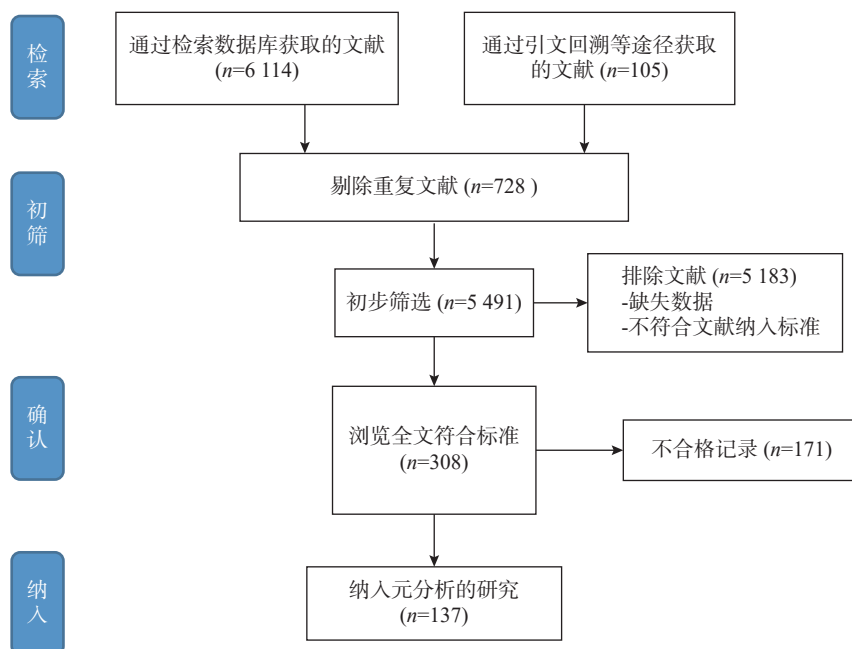 检索
通过检索数据库获取的文献
(n=6 114)
通过引文回溯等途径获取
的文献 (n=105)
初筛
剔除重复文献 (n=728 )
初步筛选 (n=5 491)
排除文献 (n=5 183)
-缺失数据
-不符合文献纳入标准
确认
浏览全文符合标准
(n=308)
不合格记录 (n=171)
纳入
纳入元分析的研究
(n=137)